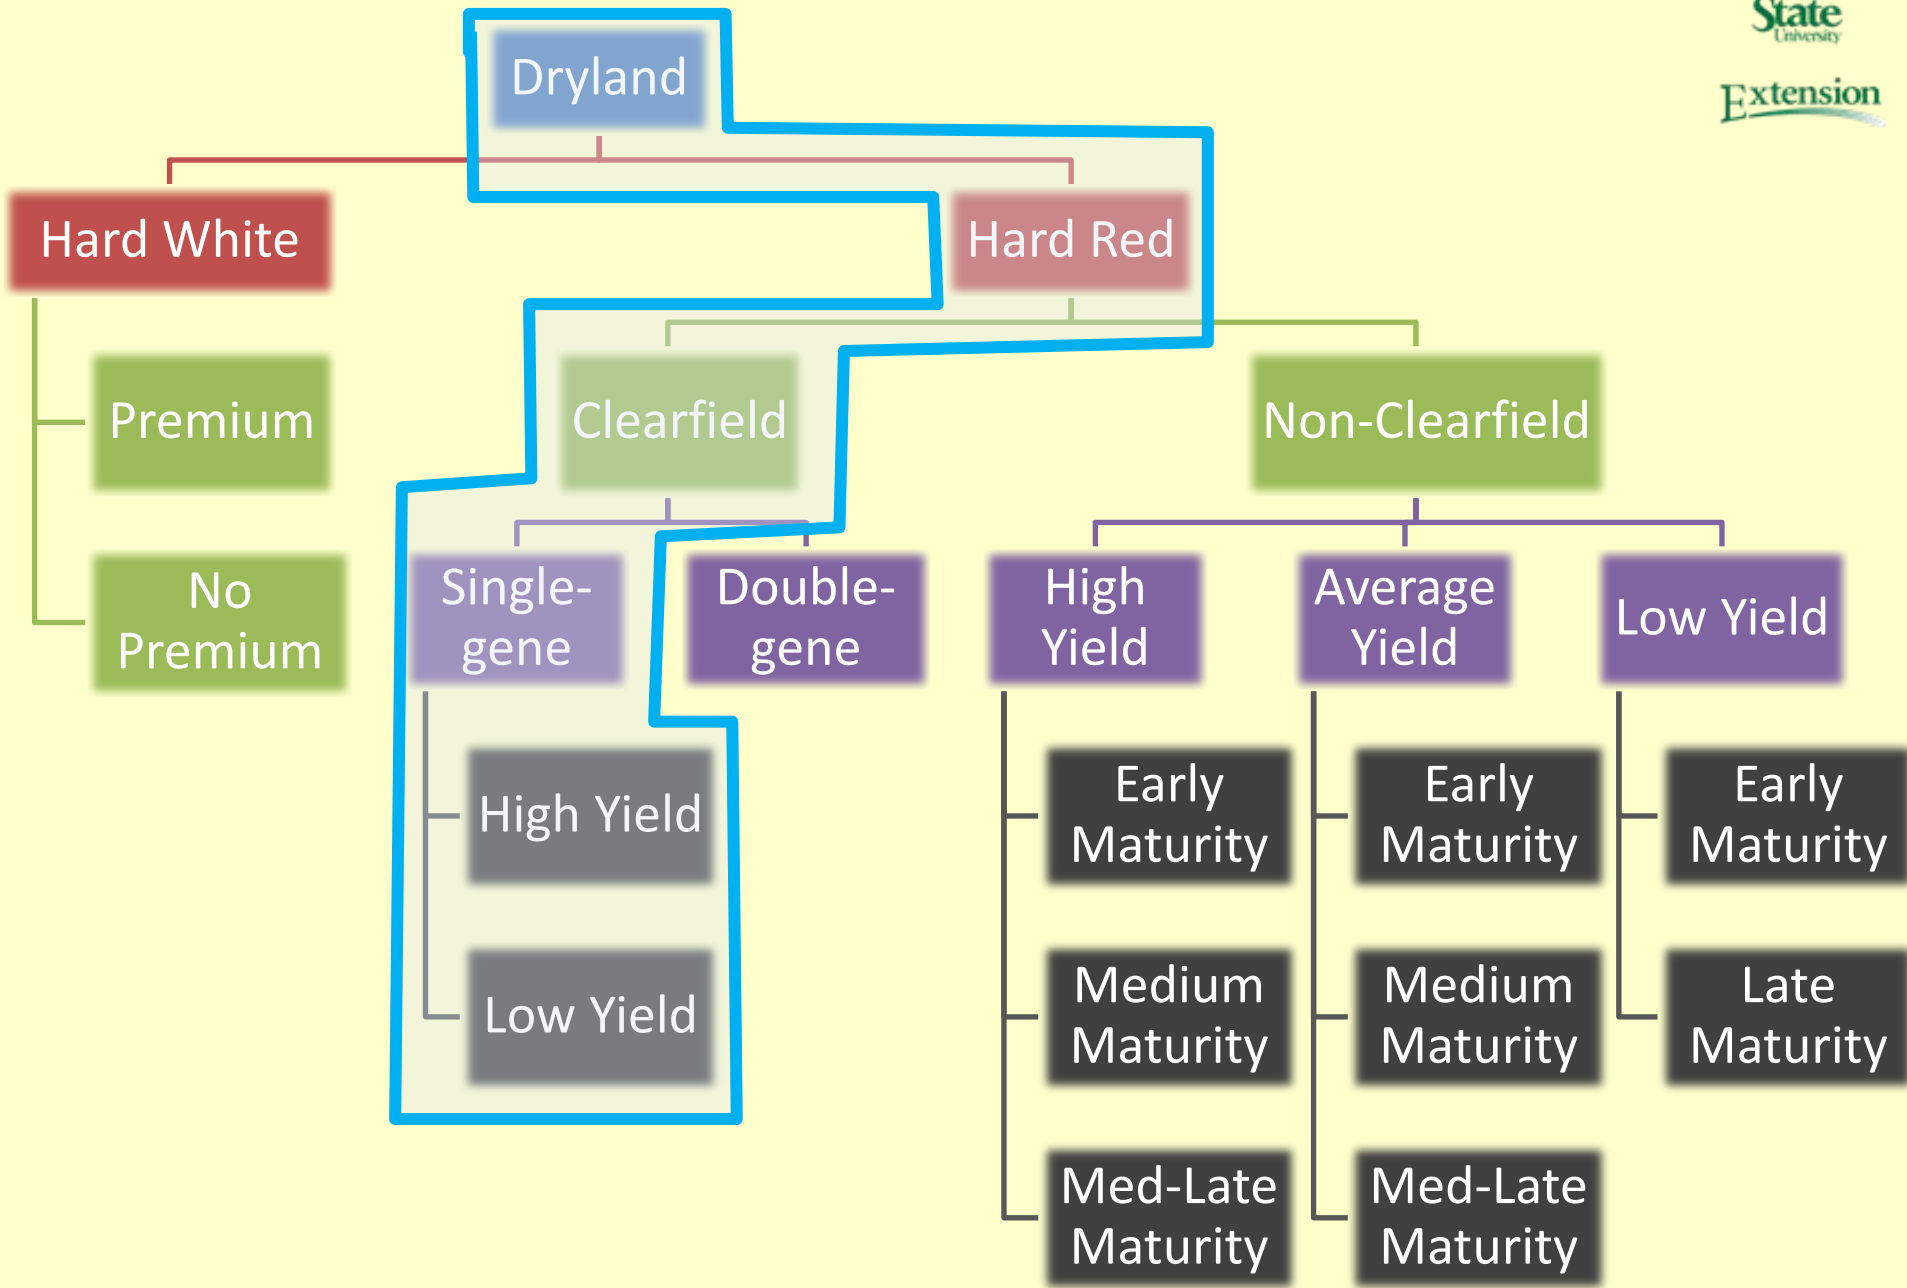 State
University
Extension
Dryland
Hard White
Hard Red
Premium
Clearfield
Non-Clearfield
No
Premium
Single-
gene
Double-
gene
High
Yield
Average
Yield
Low Yield
High Yield
Early
Maturity
Early
Maturity
Early
Maturity
Low Yield
Medium
Maturity
Medium
Maturity
Late
Maturity
Med-Late
Maturity
Med-Late
Maturity